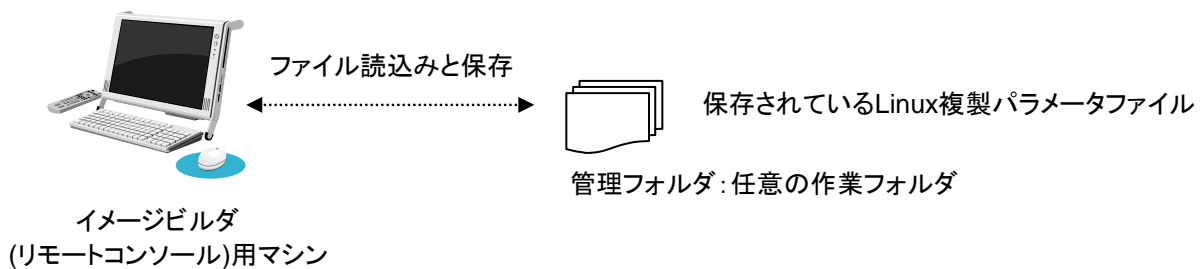 ファイル読込みと保存
保存されているLinux複製パラメータファイル
管理フォルダ：任意の作業フォルダ
イメージビルダ
(リモートコンソール)用マシン